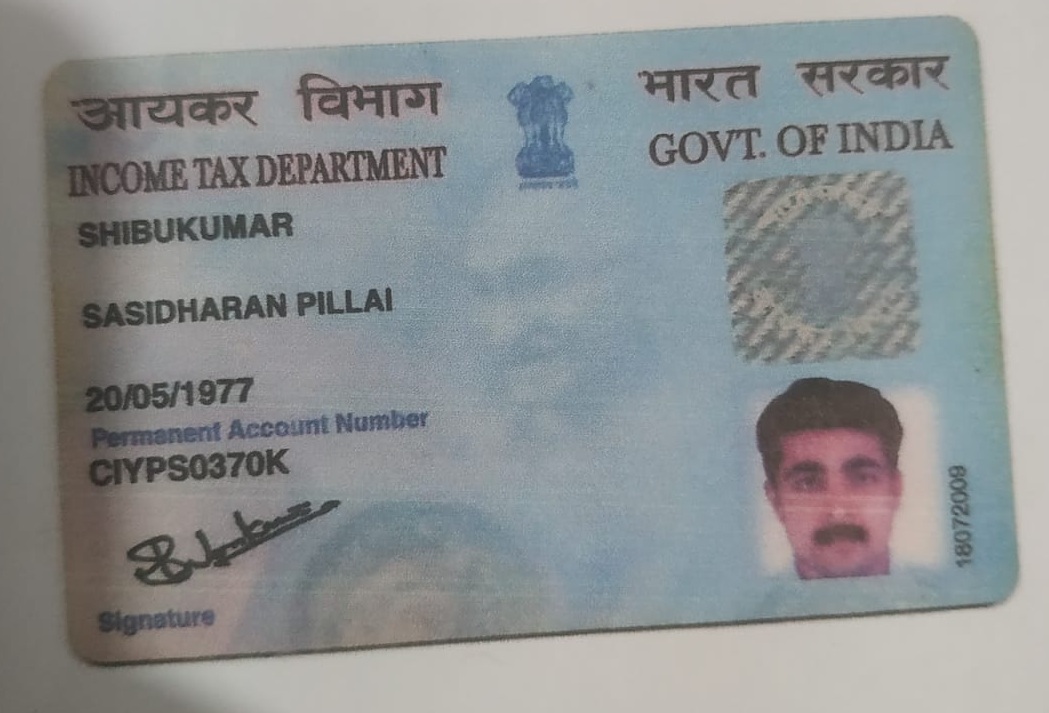 आयकर विभाग
INCOME TAX DEPARTMENT
भारत सरकार
GOVT. OF INDIA
SHIBUKUMAR
SASIDHARAN PILLAI
20/05/1977
Permanent Account Number
CIYPS0370K
Signature
18072009